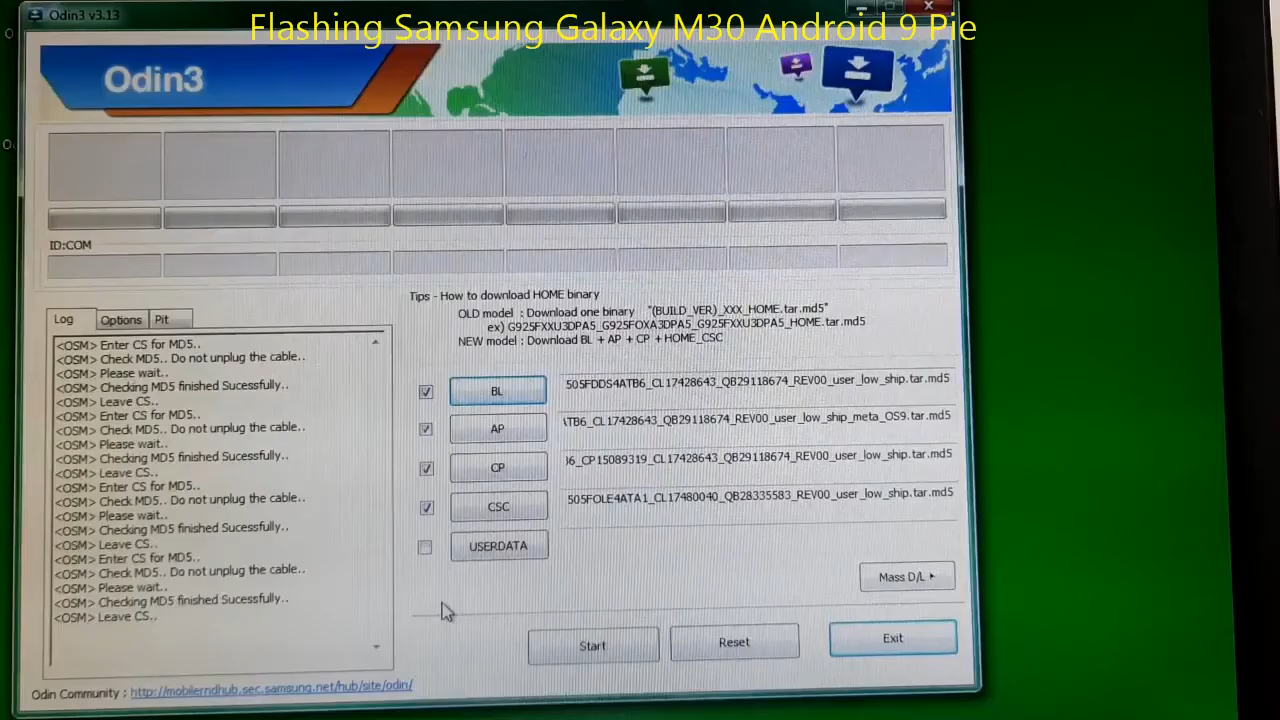 Odin3 v3.13
Flashing Samsung Galaxy M30 Android 9 Pie
Odin3
ID:COM
Log
Options
Pit
<OSM> Enter CS for MD5..
<OSM> Check MD5.. Do not unplug the cable..
<OSM> Please wait..
<OSM> Checking MD5 finished Sucessfully..
<OSM> Leave CS..
<OSM> Enter CS for MD5..
<OSM> Check MD5.. Do not unplug the cable..
<OSM> Please wait..
<OSM> Checking MD5 finished Sucessfully..
<OSM> Leave CS..
<OSM> Enter CS for MD5..
<OSM> Check MD5.. Do not unplug the cable..
<OSM> Please wait..
<OSM> Checking MD5 finished Sucessfully..
<OSM> Leave CS..
<OSM> Enter CS for MD5..
<OSM> Check MD5.. Do not unplug the cable..
<OSM> Please wait..
<OSM> Checking MD5 finished Sucessfully..
<OSM> Leave CS..
Tips - How to download HOME binary
OLD model : Download one binary "(BUILD_VER)_XXX_HOME.tar.md5"
ex) G925FXXU3DPA5_G925FOXA3DPA5_G925FXXU3DPA5_HOME.tar.md5
NEW model : Download BL + AP + CP + HOME_CSC
BL 505FDDS4ATB6_CL17428643_QB29118674_REV00_user_low_ship.tar.md5
AP ATB6_CL17428643_QB29118674_REV00_user_low_ship_meta_OS9.tar.md5
CP 36_CP15089319_CL17428643_QB29118674_REV00_user_low_ship.tar.md5
CSC 505FOLE4ATA1_CL17480040_QB28335583_REV00_user_low_ship.tar.md5
USERDATA
Mass D/L
Start
Reset
Exit
Odin Community : http://mobilerndhub.sec.samsung.net/hub/site/odin/